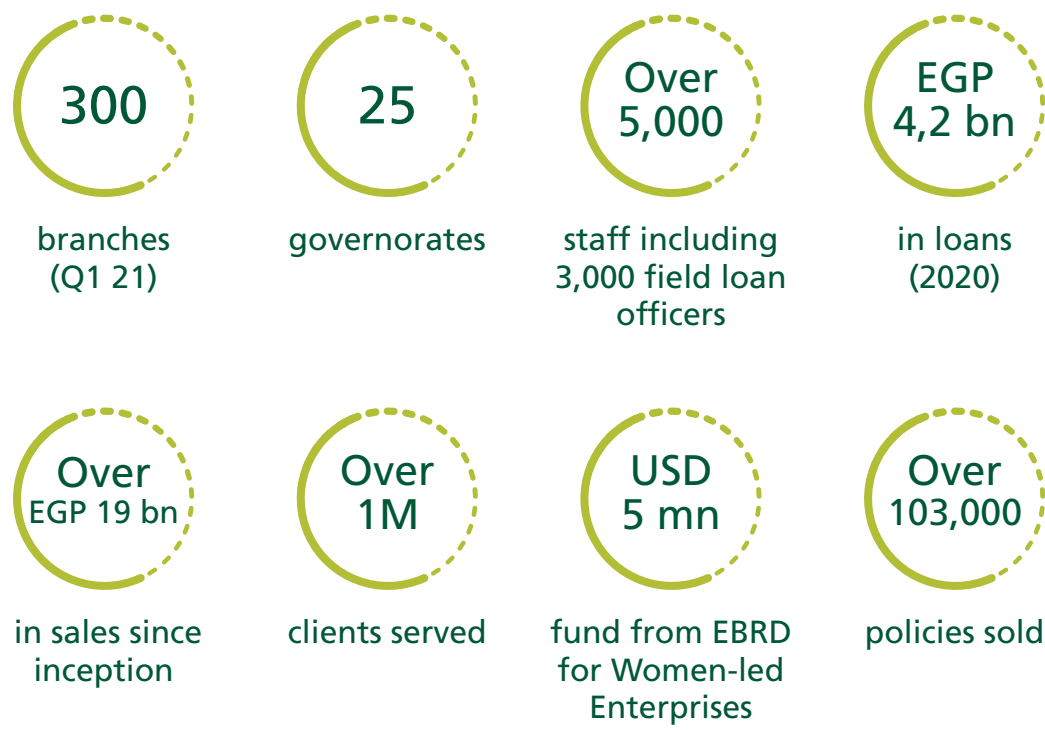 300
branches
(Q1 21)
25
governorates
Over
5,000
staff including
3,000 field loan
officers
EGP
4,2 bn
in loans
(2020)
Over
EGP 19 bn
in sales since
inception
Over
1M
clients served
USD
5 mn
fund from EBRD
for Women-led
Enterprises
Over
103,000
policies sold